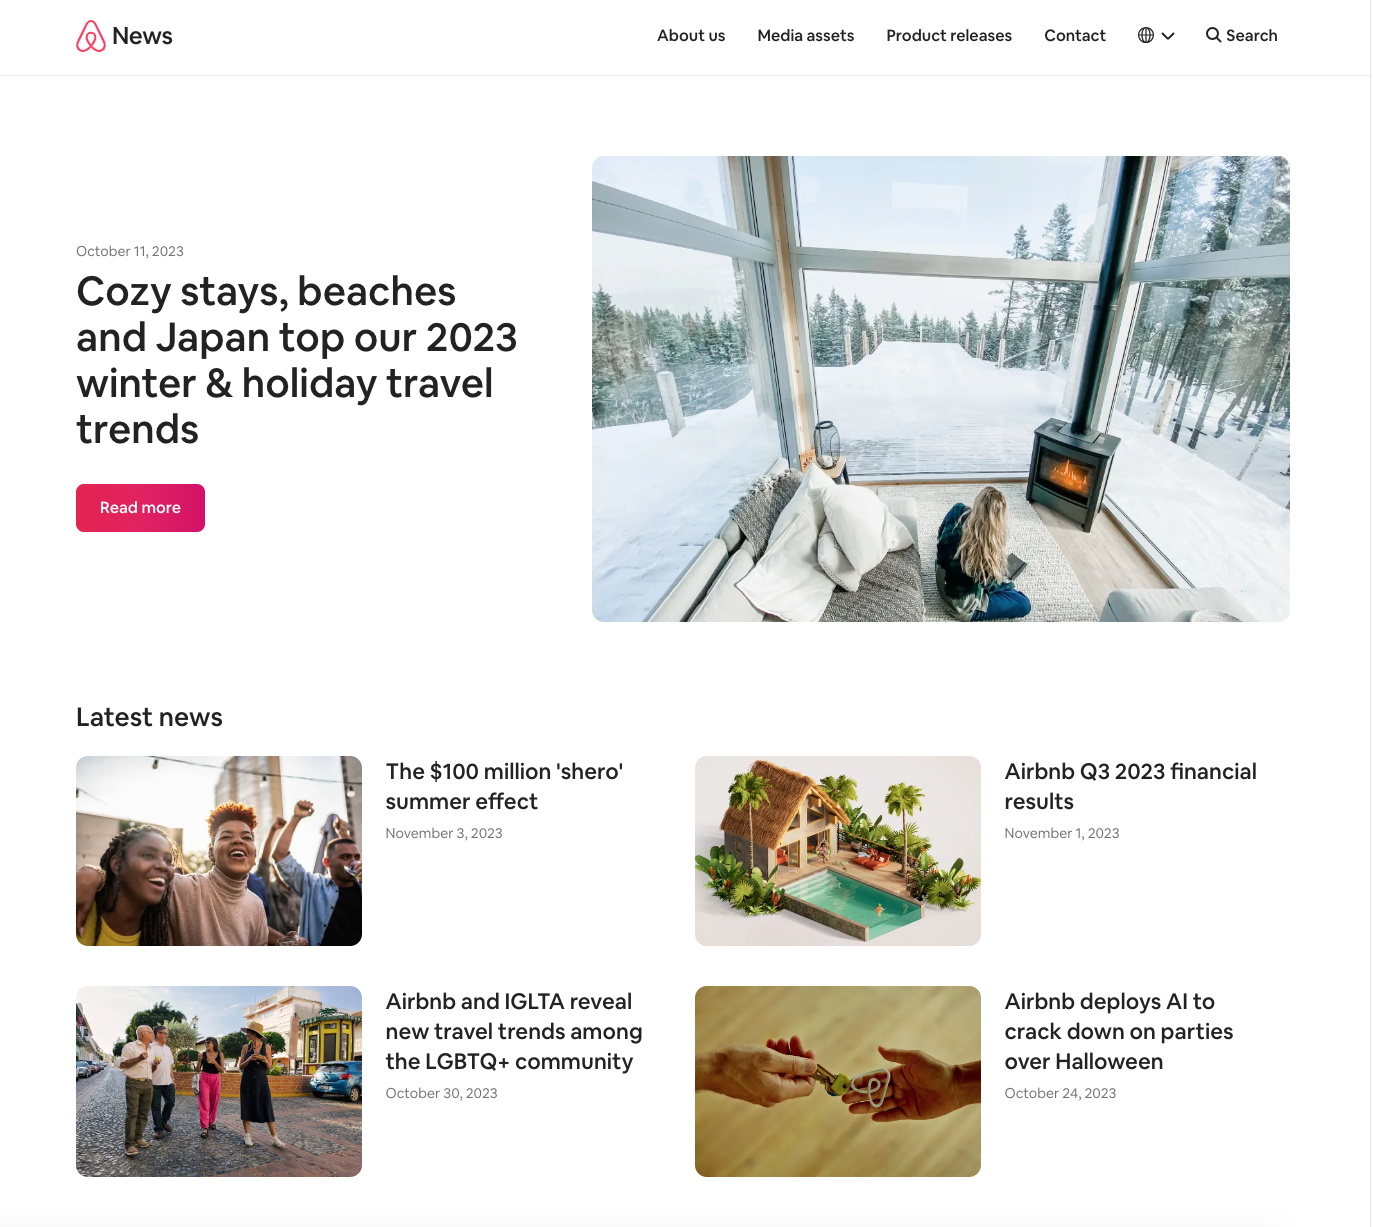 News
About us
Media assets
Product releases
Contact
Search
October 11, 2023
Cozy stays, beaches
and Japan top our 2023
winter & holiday travel
trends
Read more
Latest news
The $100 million 'shero'
summer effect
November 3, 2023
Airbnb Q3 2023 financial
results
November 1, 2023
Airbnb and IGLTA reveal
new travel trends among
the LGBTQ+ community
October 30, 2023
Airbnb deploys AI to
crack down on parties
over Halloween
October 24, 2023